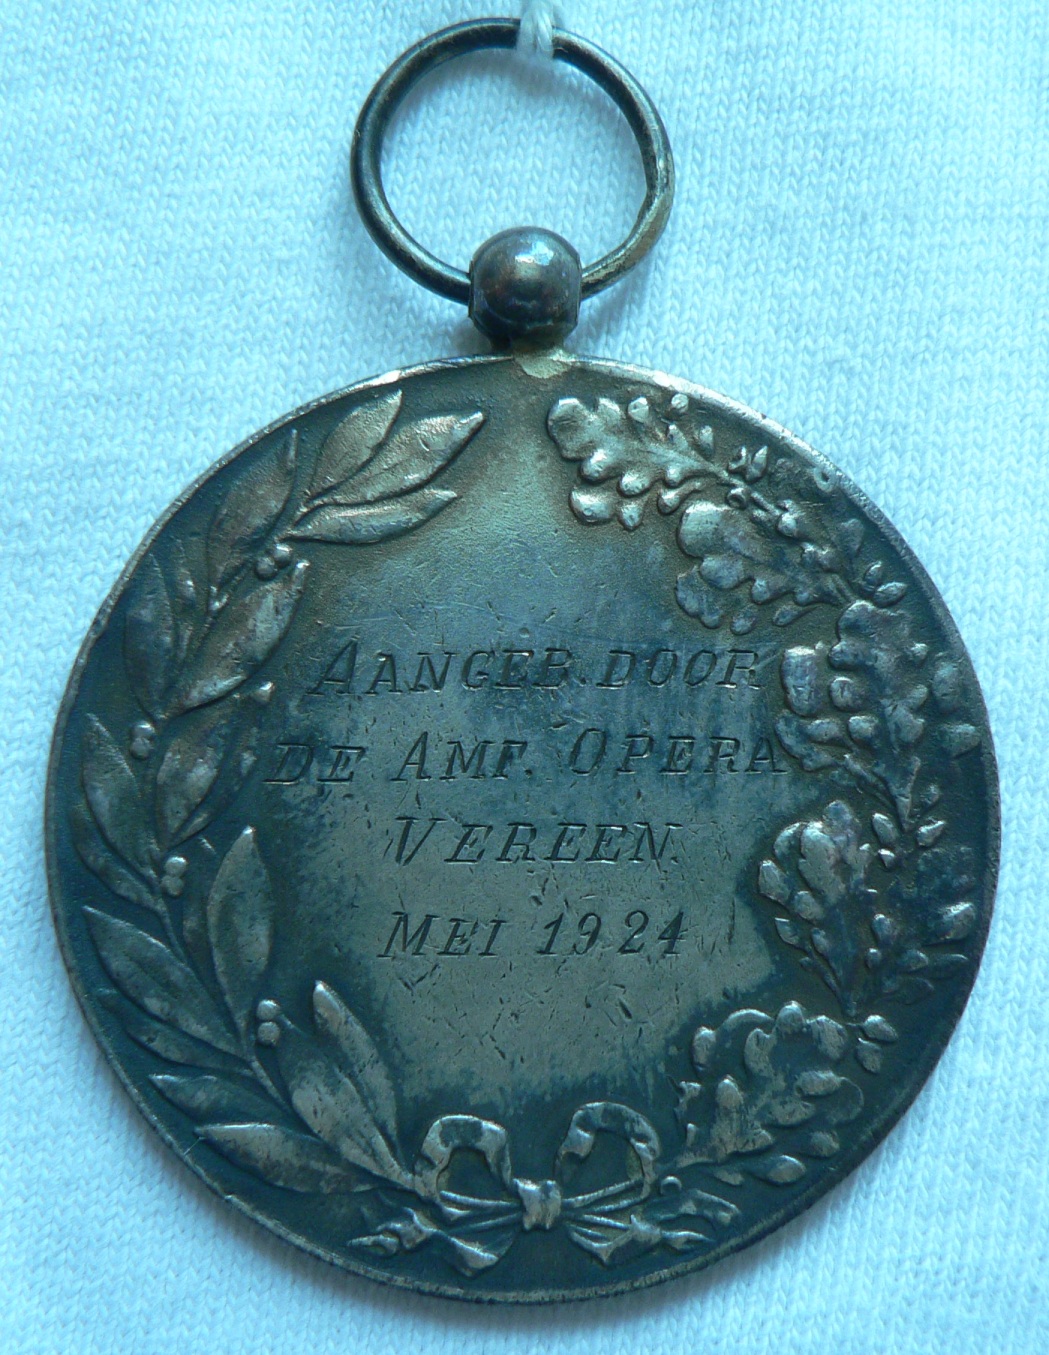 AANGEB. DOOR
DE AMF. OPERA
VEREEN.
MEI 1924